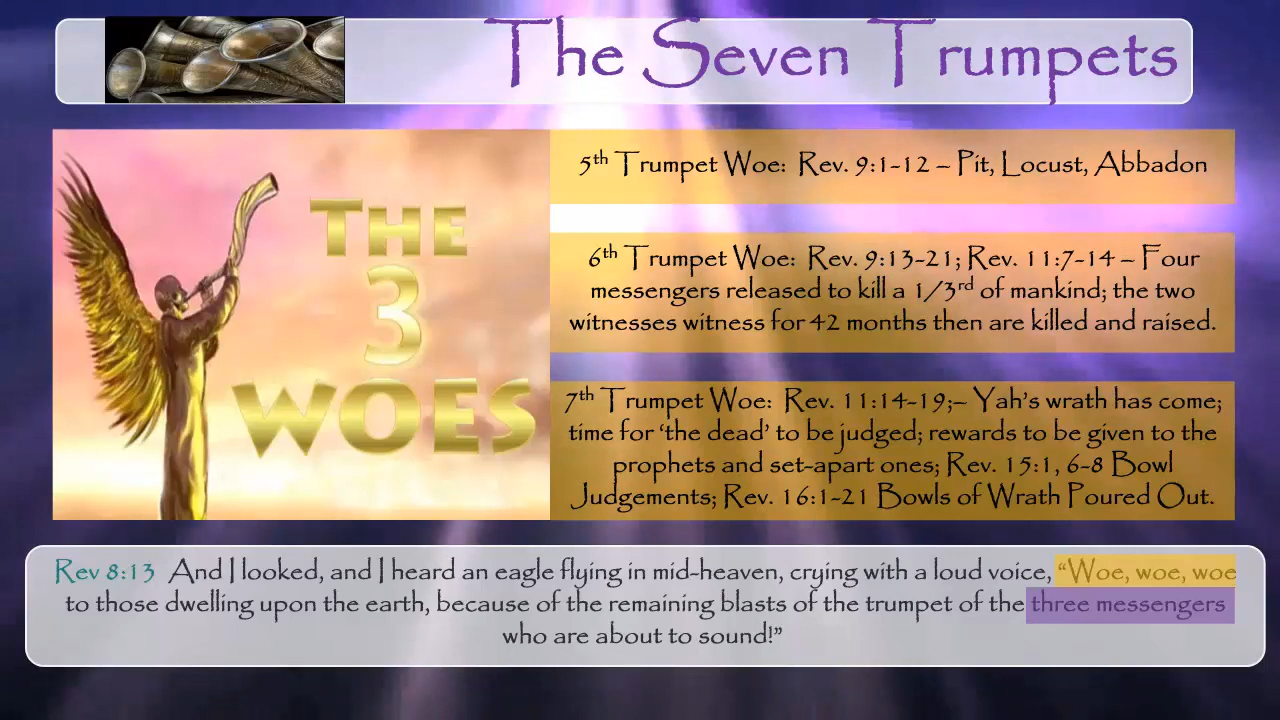 The Seven Trumpets
THE
3
WOES
5th Trumpet Woe: Rev. 9:1-12 – Pit, Locust, Abbadon
6th Trumpet Woe: Rev. 9:13-21; Rev. 11:7-14 – Four
messengers released to kill a 1/3rd of mankind; the two
witnesses witness for 42 months then are killed and raised.
7th Trumpet Woe: Rev. 11:14-19;– Yah’s wrath has come;
time for ‘the dead’ to be judged; rewards to be given to the
prophets and set-apart ones; Rev. 15:1, 6-8 Bowl
Judgements; Rev. 16:1-21 Bowls of Wrath Poured Out.
Rev 8:13 And I looked, and I heard an eagle flying in mid-heaven, crying with a loud voice, “Woe, woe, woe
to those dwelling upon the earth, because of the remaining blasts of the trumpet of the three messengers
who are about to sound!”